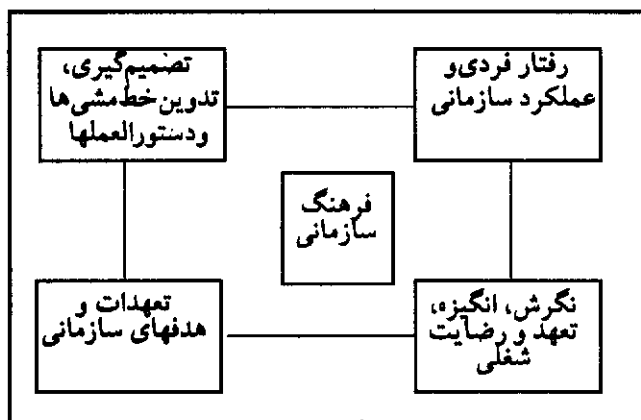 رفتار فردی و
عملکرد سازمانی
تصمیم‌گیری،
تدوین خط‌مشی‌ها
ودستورالعملها
فرهنگ
سازمانی
نگرش، انگیزه،
تعهد و رضایت
شغلی
تعهدات و
هدفهای سازمانی